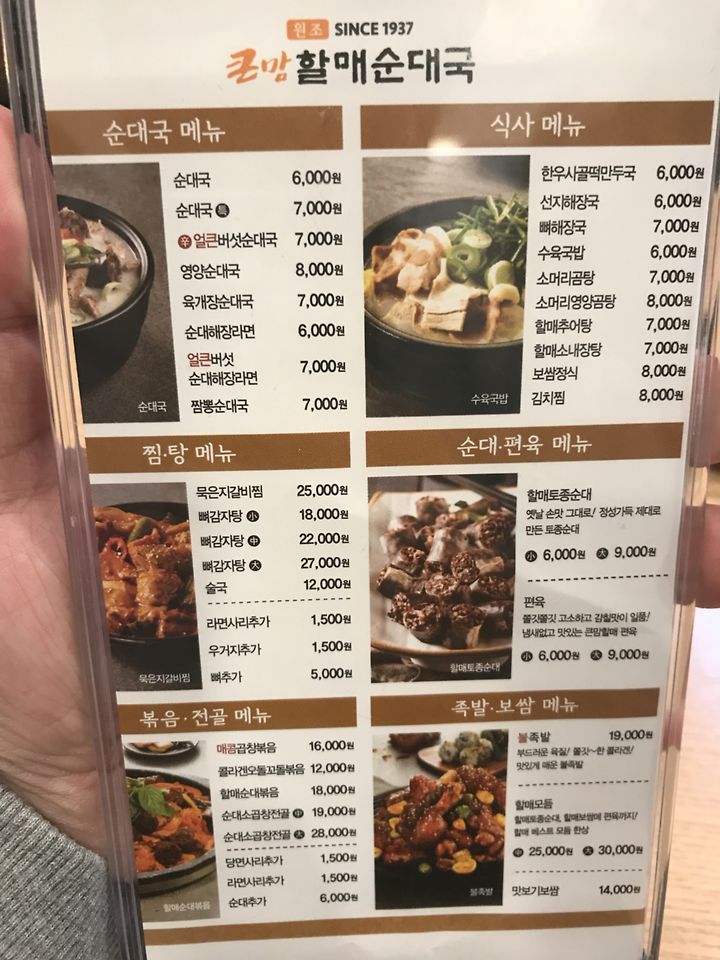 원조 SINCE 1937
큰맘할매순대국
순대국 메뉴
순대국 6,000원
순대국 特 7,000원
辛 얼큰버섯순대국 7,000원
영양순대국 8,000원
육개장순대국 7,000원
순대해장라면 6,000원
얼큰버섯
순대해장라면 7,000원
짬뽕순대국 7,000원
순대국
식사 메뉴
한우사골떡만두국 6,000원
선지해장국 6,000원
뼈해장국 7,000원
수육국밥 6,000원
소머리곰탕 7,000원
소머리영양곰탕 8,000원
할매추어탕 7,000원
할매소내장탕 7,000원
보쌈정식 8,000원
김치찜 8,000원
수육국밥
찜·탕 메뉴
묵은지갈비찜 25,000원
뼈감자탕 小 18,000원
뼈감자탕 中 22,000원
뼈감자탕 大 27,000원
술국 12,000원
라면사리추가 1,500원
우거지추가 1,500원
뼈추가 5,000원
묵은지갈비찜
순대·편육 메뉴
할매토종순대
옛날 손맛 그대로! 정성가득 제대로
만든 토종순대
小 6,000원 大 9,000원
편육
쫄깃쫄깃 고소하고 감칠맛이 일품!
냄새없고 맛있는 큰맘할매 편육
小 6,000원 大 9,000원
할매토종순대
볶음·전골 메뉴
매콤곱창볶음 16,000원
콜라겐오돌꼬돌볶음 12,000원
할매순대볶음 18,000원
순대소곱창전골 中 19,000원
순대소곱창전골 大 28,000원
당면사리추가 1,500원
라면사리추가 1,500원
순대추가 6,000원
할매순대볶음
족발·보쌈 메뉴
불족발 19,000원
부드러운 육질! 쫄깃~한 콜라겐!
맛있게 매운 불족발
할매모듬
할매토종순대, 할매보쌈에 편육까지!
할매 베스트 모듬 한상
中 25,000원 大 30,000원
맛보기보쌈 14,000원
불족발